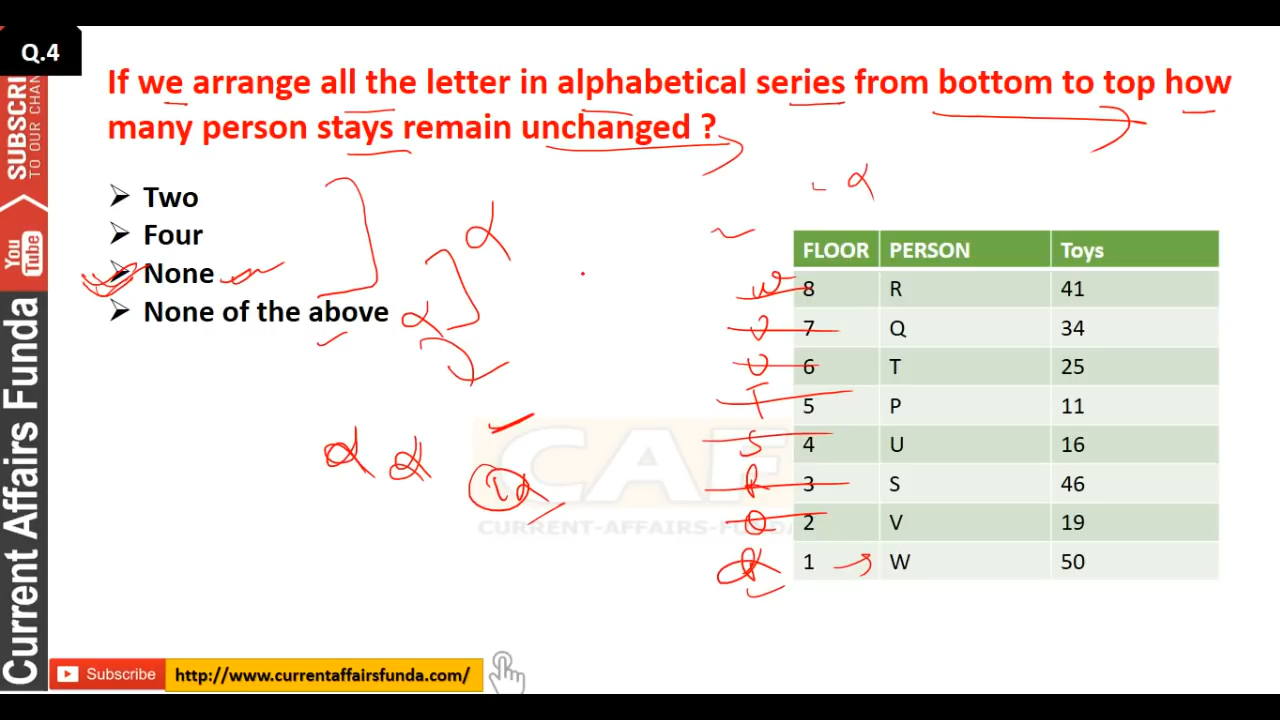 Q.4
If we arrange all the letter in alphabetical series from bottom to top how
many person stays remain unchanged ?
Two
Four
None
None of the above
FLOOR PERSON Toys
W 8 R 41
V 7 Q 34
U 6 T 25
T 5 P 11
S 4 U 16
R 3 S 46
Q 2 V 19
1 W 50
CAF
CURRENT-AFFAIRS-FUN
SUBSCRI
TO OUR CHAN
You Tube
Current Affairs Funda
Subscribe
http://www.currentaffairsfunda.com/